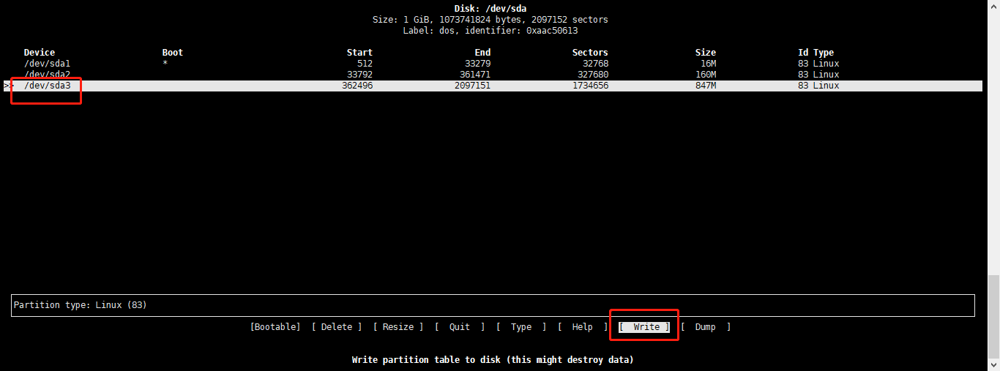 Disk: /dev/sda
Size: 1 GiB, 1073741824 bytes, 2097152 sectors
Label: dos, identifier: 0xaac50613
Device Boot Start End Sectors Size Id Type
/dev/sda1 * 512 33279 32768 16M 83 Linux
/dev/sda2 33792 361471 327680 160M 83 Linux
>> /dev/sda3 362496 2097151 1734656 847M 83 Linux
Partition type: Linux (83)
[Bootable] [ Delete ] [ Resize ] [ Quit ] [ Type ] [ Help ] [ Write ] [ Dump ]
Write partition table to disk (this might destroy data)